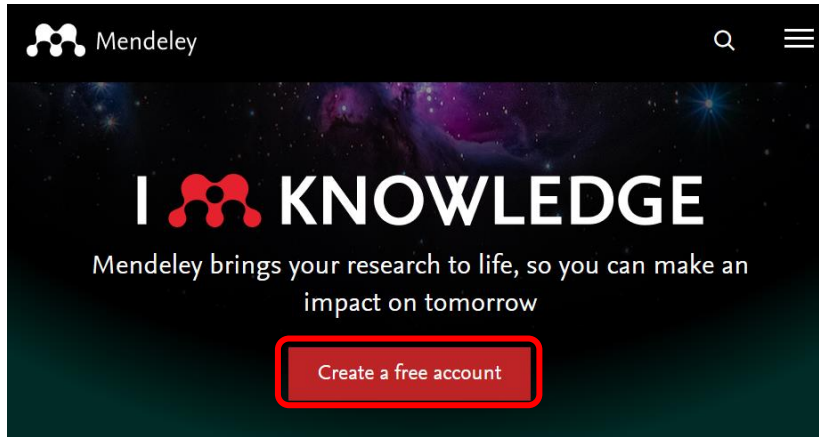 Mendeley
I KNOWLEDGE
Mendeley brings your research to life, so you can make an
impact on tomorrow
Create a free account